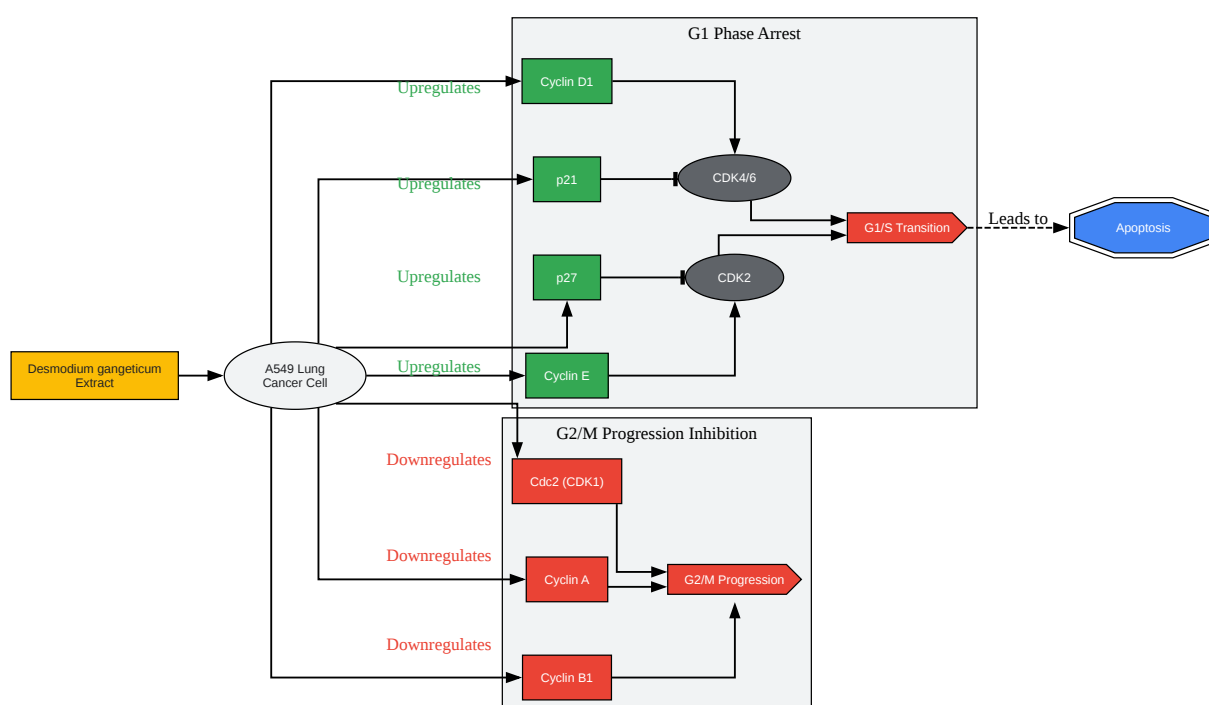 G1 Phase Arrest
Cyclin D1
Upregulates
p21
CDK4/6
Upregulates
G1/S Transition
Leads to
Apoptosis
p27
CDK2
Upregulates
Desmodium gangeticum
Extract
A549 Lung
Cancer Cell
Upregulates
Cyclin E
G2/M Progression Inhibition
Downregulates
Cdc2 (CDK1)
Downregulates
Cyclin A
G2/M Progression
Downregulates
Cyclin B1